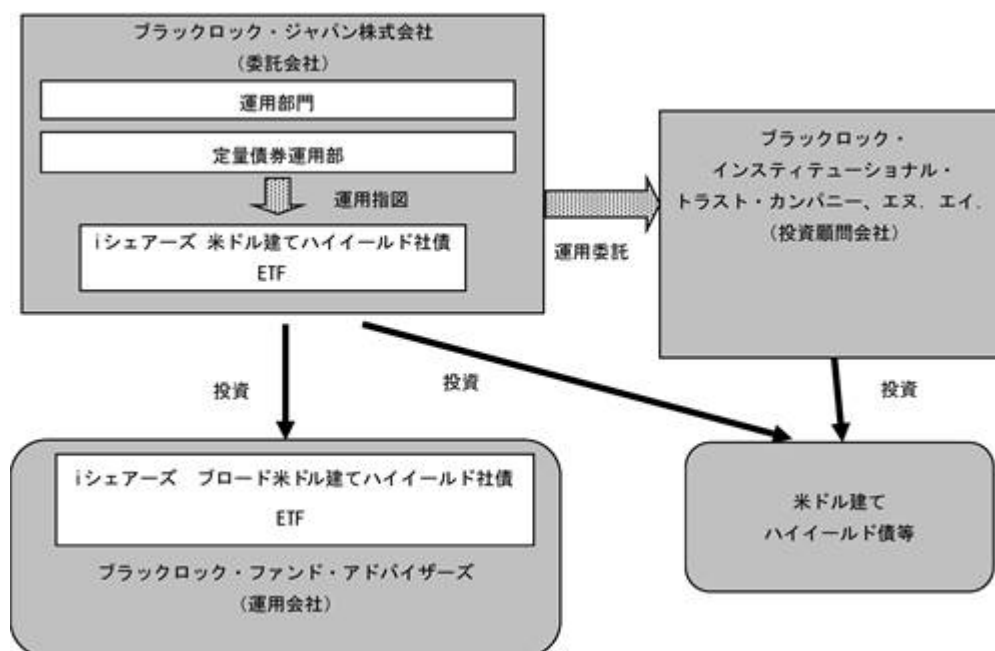 ブラックロック・ジャパン株式会社
(委託会社)
運用部門
定量債券運用部
運用指図
iシェアーズ 米ドル建てハイイールド社債
ETF
運用委託
ブラックロック・
インスティテューショナル・
トラスト・カンパニー、エヌ．エイ．
(投資顧問会社)
投資
投資
投資
iシェアーズ　ブロード米ドル建てハイイールド社債
ETF
ブラックロック・ファンド・アドバイザーズ
(運用会社)
米ドル建て
ハイイールド債等